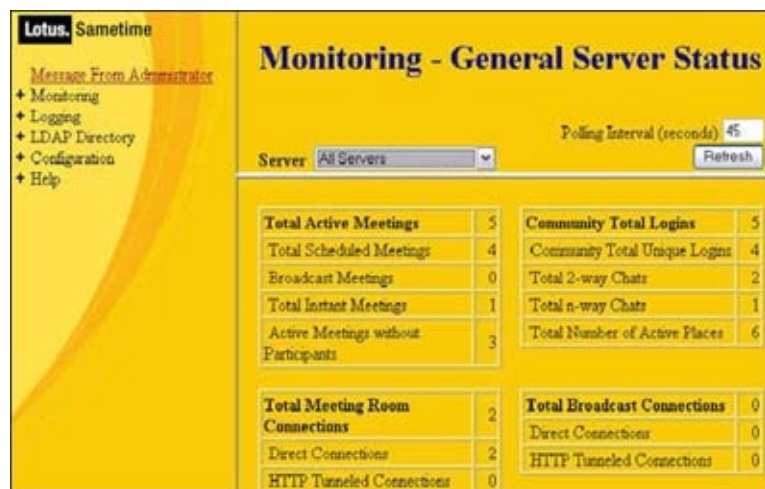 Lotus. Sametime
Message From Administrator
+ Monitoring
+ Logging
+ LDAP Directory
+ Configuration
+ Help
Monitoring - General Server Status
Polling Interval (seconds) 45
Server All Servers
Refresh
Total Active Meetings 5
Total Scheduled Meetings 4
Broadcast Meetings 0
Total Instant Meetings 1
Active Meetings without
Participants 3
Community Total Logins 5
Community Total Unique Logins 4
Total 2-way Chats 2
Total n-way Chats 1
Total Number of Active Places 6
Total Meeting Room
Connections 2
Direct Connections 2
HTTP Tunneled Connections 0
Total Broadcast Connections 0
Direct Connections 0
HTTP Tunneled Connections 0